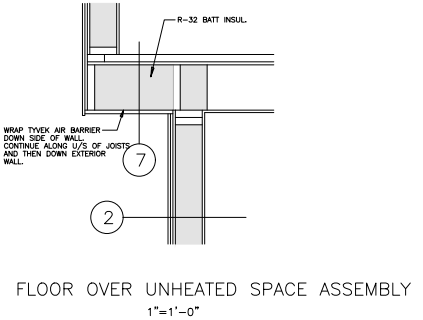 R-32 BATT INSUL.
WRAP TYVEK AIR BARRIER
DOWN SIDE OF WALL.
CONTINUE ALONG U/S OF JOISTS
AND THEN DOWN EXTERIOR
WALL.
7
2
FLOOR OVER UNHEATED SPACE ASSEMBLY
1"=1'-0"